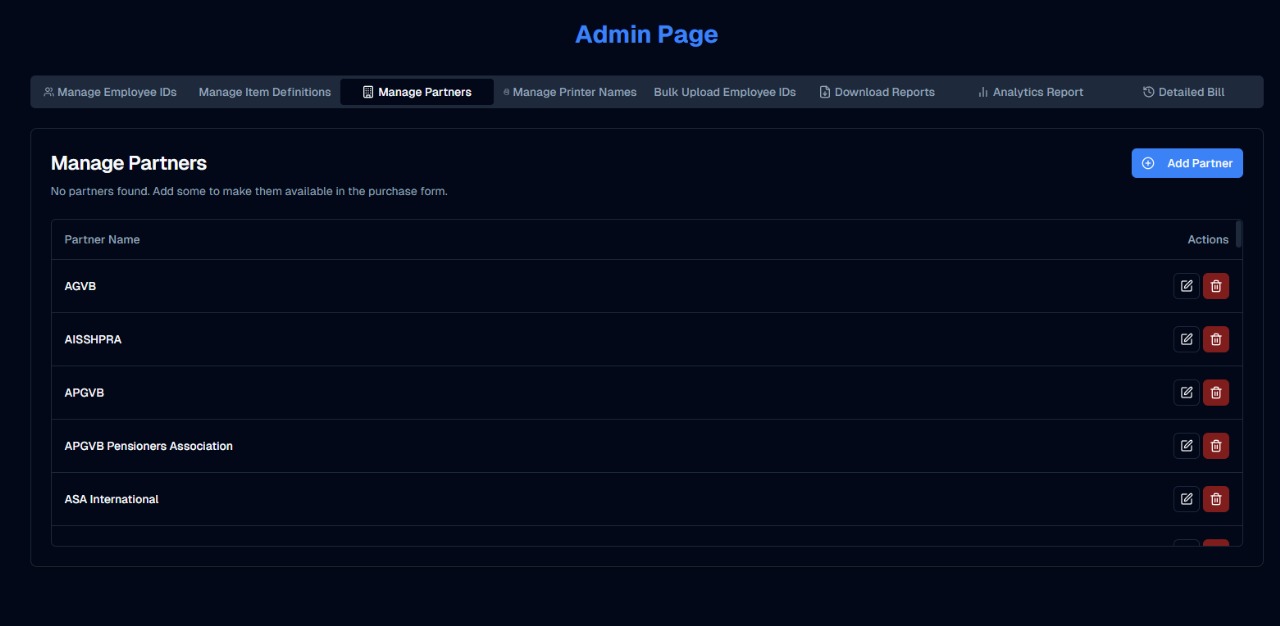 Admin Page
Manage Employee IDs Manage Item Definitions Manage Partners Manage Printer Names Bulk Upload Employee IDs Download Reports Analytics Report Detailed Bill
Manage Partners
Add Partner
No partners found. Add some to make them available in the purchase form.
Partner Name Actions
AGVB
AISSHPRA
APGVB
APGVB Pensioners Association
ASA International